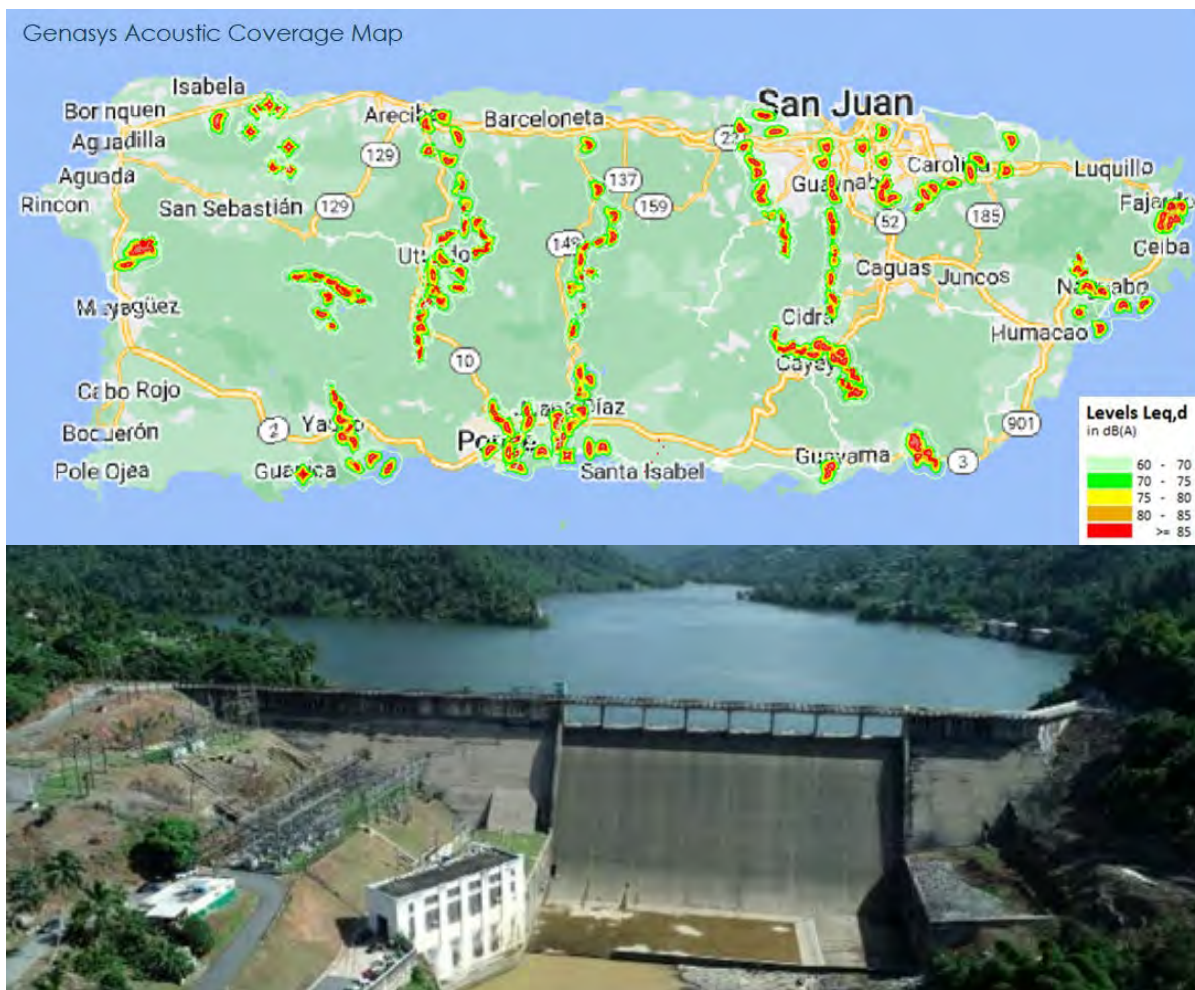 Genasys Acoustic Coverage Map
San Juan
Isabela
Borinquen
Arecibo
Barceloneta
22
Aguadilla
129
Carolina
Luquillo
Aguada
137
Guaynabo
Rincon
San Sebastián
129
159
52
185
Fajardo
149
Utuado
Ceiba
Caguas
Juncos
Mayagüez
Naguabo
Cidra
Humacao
10
Cayey
Cabo Rojo
Juana Díaz
901
Levels Leq,d
in dB(A)
Boquerón
2
Yauco
Ponce
Pole Ojea
Guanica
Santa Isabel
Guayama
3
60 - 70
70 - 75
75 - 80
80 - 85
>= 85